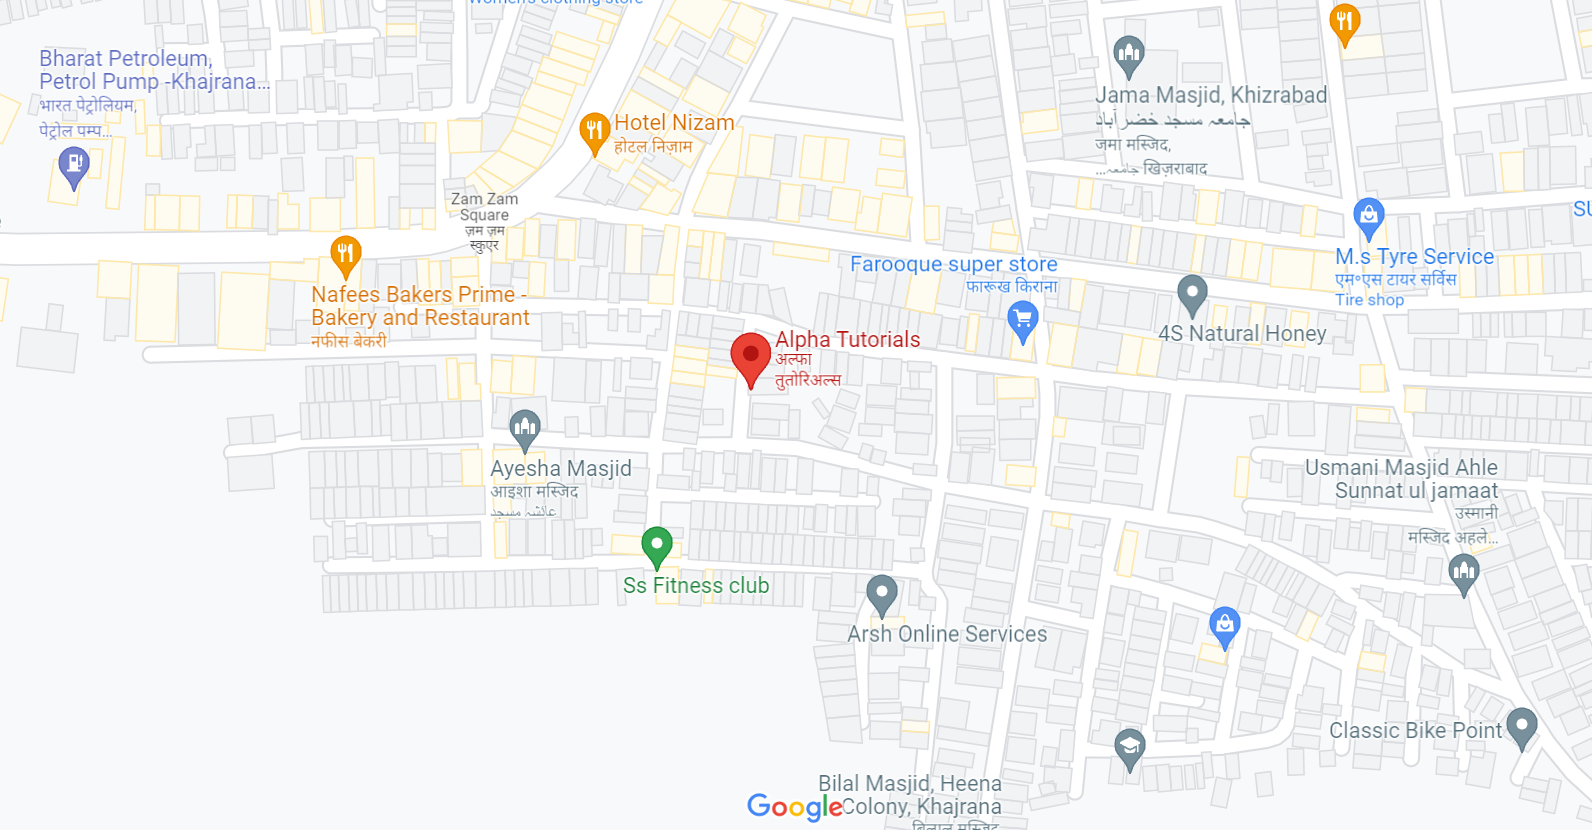 Women's clothing store
Bharat Petroleum,
Petrol Pump -Khajrana...
भारत पेट्रोलियम,
पेट्रोल पम्प...
Hotel Nizam
होटल निज़ाम
Jama Masjid, Khizrabad
جامعہ مسجد خضرآباد
जमा मस्जिद,
खिज़राबाद جامعہ...
Zam Zam
Square
ज़म ज़म
स्कुएर
SU
Nafees Bakers Prime -
Bakery and Restaurant
नफीस बेकरी
Farooque super store
फारूख किराना
M.s Tyre Service
एम॰एस टायर सर्विस
Tire shop
4S Natural Honey
Alpha Tutorials
अल्फा
तुतोरिअल्स
Ayesha Masjid
आइशा मस्जिद
عائشہ مسجد
Usmani Masjid Ahle
Sunnat ul jamaat
उस्मानी
मस्जिद अहले...
Ss Fitness club
Arsh Online Services
Classic Bike Point
Bilal Masjid, Heena
Colony, Khajrana
बिलाल मस्जिद,
Google